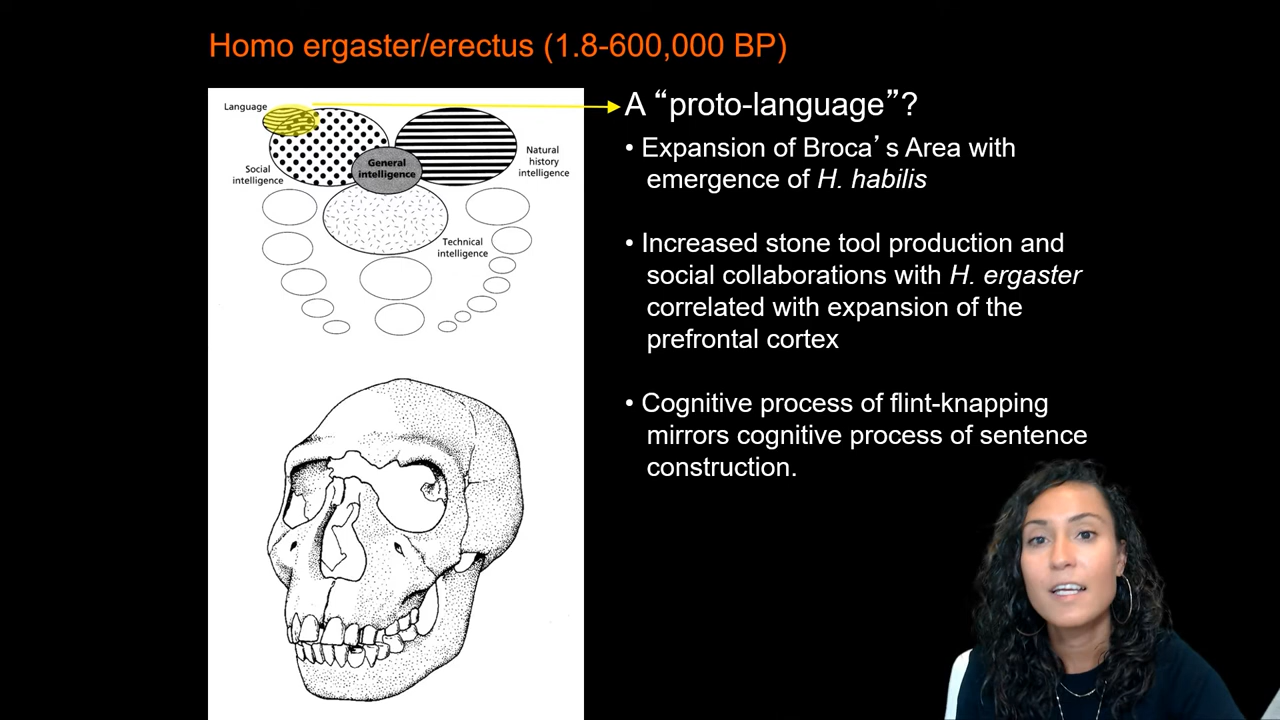 Homo ergaster/erectus (1.8-600,000 BP)
Language
Social
intelligence
General
intelligence
Natural
history
intelligence
Technical
intelligence
A “proto-language”?
• Expansion of Broca’s Area with
emergence of H. habilis
• Increased stone tool production and
social collaborations with H. ergaster
correlated with expansion of the
prefrontal cortex
• Cognitive process of flint-knapping
mirrors cognitive process of sentence
construction.